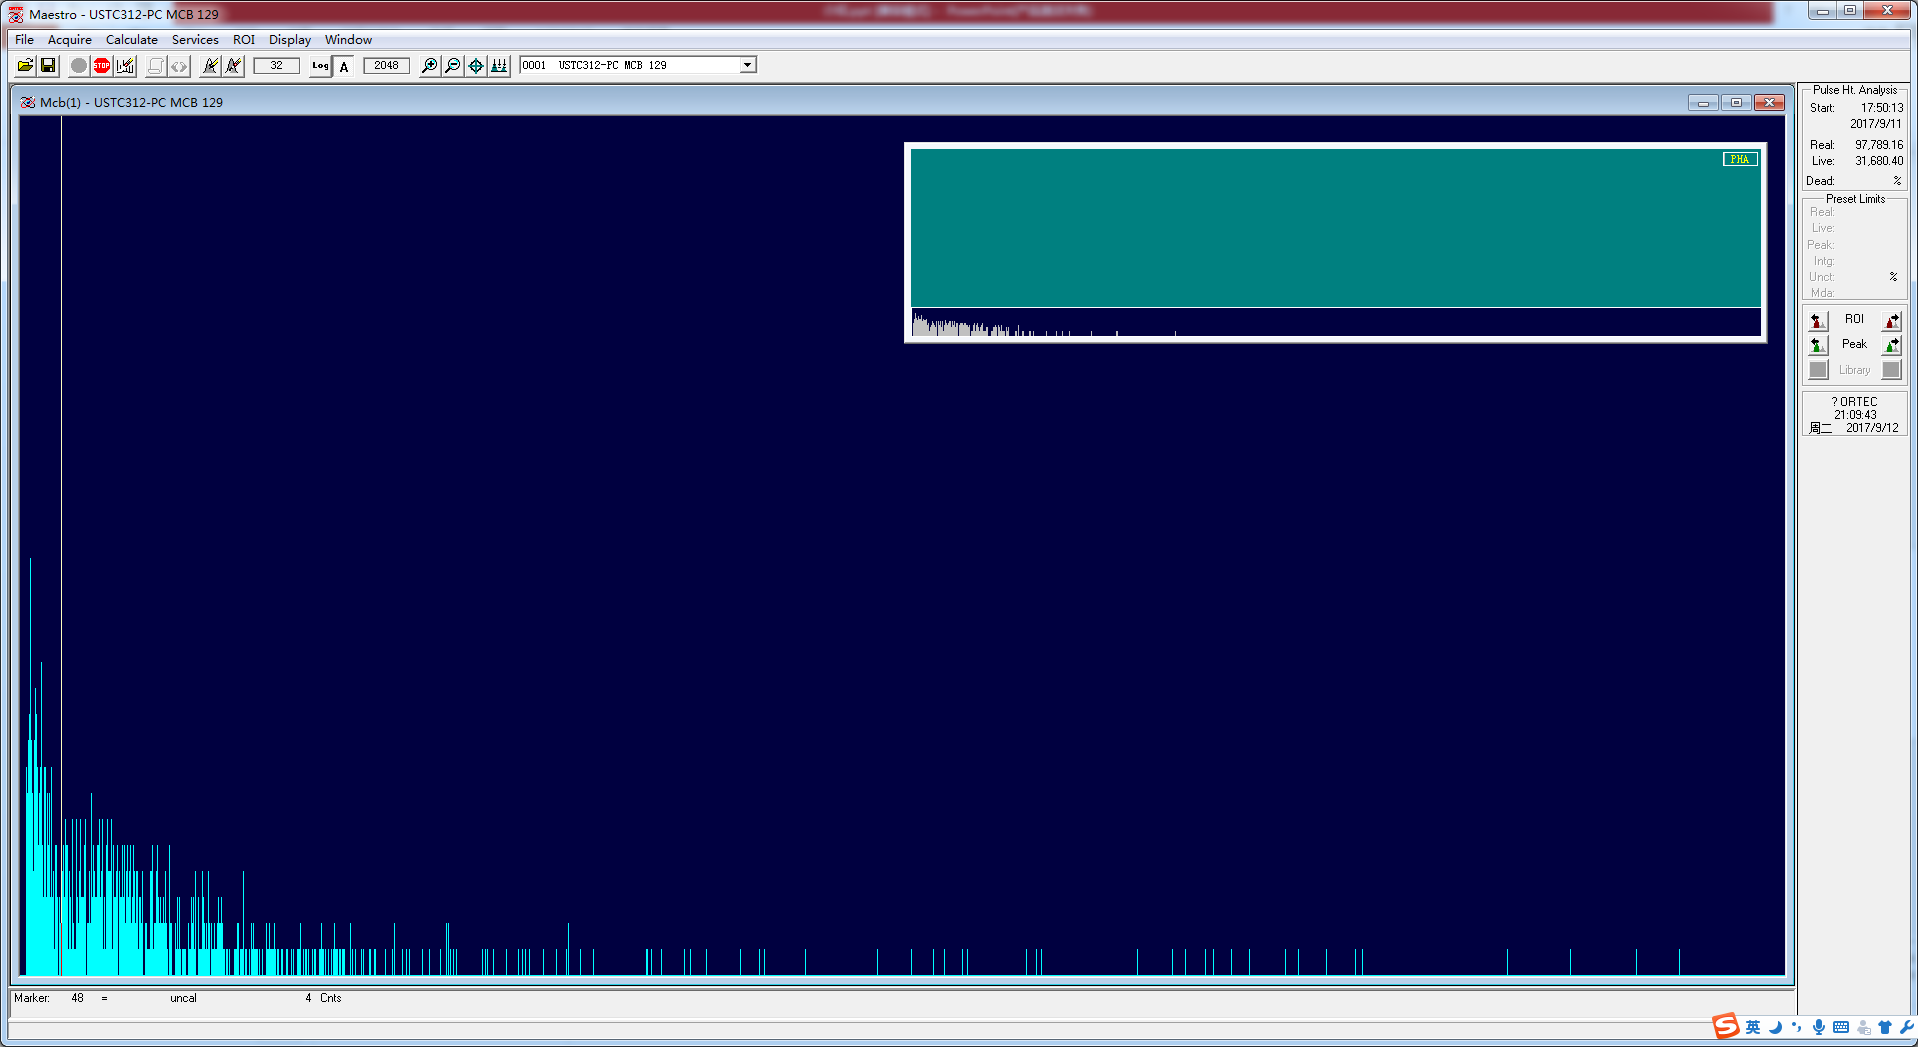 Maestro - USTC312-PC MCB 129
File Acquire Calculate Services ROI Display Window
STOP 32 Log A 2048 0001 USTC312-PC MCB 129
Mcb(1) - USTC312-PC MCB 129
PHA
Pulse Ht. Analysis
Start: 17:50:13
2017/9/11
Real: 97,789.16
Live: 31,680.40
Dead: %
Preset Limits
Real:
Live:
Peak:
Intg:
Unct: %
Mda:
ROI
Peak
Library
? ORTEC
21:09:43
周二 2017/9/12
Marker: 48 = uncal 4 Cnts
英